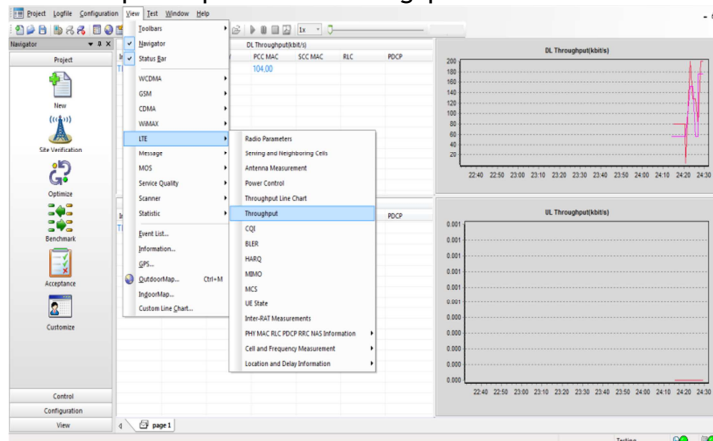 Project Logfile Configuration View Test Window Help
1x
Navigator
Project
New
Site Verification
Optimize
Benchmark
Acceptance
Customize
Control
Configuration
View
Toolbars
Navigator
Status Bar
WCDMA
GSM
CDMA
WiMAX
LTE
Message
MOS
Service Quality
Scanner
Statistic
Event List...
Information...
GPS...
OutdoorMap... Ctrl+M
IndoorMap...
Custom Line Chart...
Radio Parameters
Serving and Neighboring Cells
Antenna Measurement
Power Control
Throughput Line Chart
Throughput
CQI
BLER
HARQ
MIMO
MCS
UE State
Inter-RAT Measurements
PHY MAC RLC PDCP RRC NAS Information
Cell and Frequency Measurement
Location and Delay Information
DL Throughput(kbit/s)
PCC MAC SCC MAC RLC PDCP
104.00
PDCP
page 1
DL Throughput(kbit/s)
200
180
160
140
120
100
80
60
40
20
22:40 22:50 23:00 23:10 23:20 23:30 23:40 23:50 24:00 24:10 24:20 24:30
UL Throughput(kbit/s)
0.001
0.001
0.001
0.001
0.001
0.001
0.000
0.000
0.000
0.000
0.000
22:40 22:50 23:00 23:10 23:20 23:30 23:40 23:50 24:00 24:10 24:20 24:30
Testing